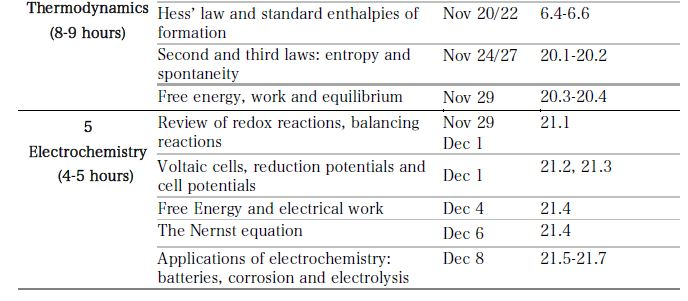 Thermodynamics
(8-9 hours)
Hess' law and standard enthalpies of
formation
Nov 20/22
6.4-6.6
Second and third laws: entropy and
spontaneity
Nov 24/27
20.1-20.2
Free energy, work and equilibrium
Nov 29
20.3-20.4
5
Electrochemistry
(4-5 hours)
Review of redox reactions, balancing
reactions
Nov 29
Dec 1
21.1
Voltaic cells, reduction potentials and
cell potentials
Dec 1
21.2, 21.3
Free Energy and electrical work
Dec 4
21.4
The Nernst equation
Dec 6
21.4
Applications of electrochemistry:
batteries, corrosion and electrolysis
Dec 8
21.5-21.7